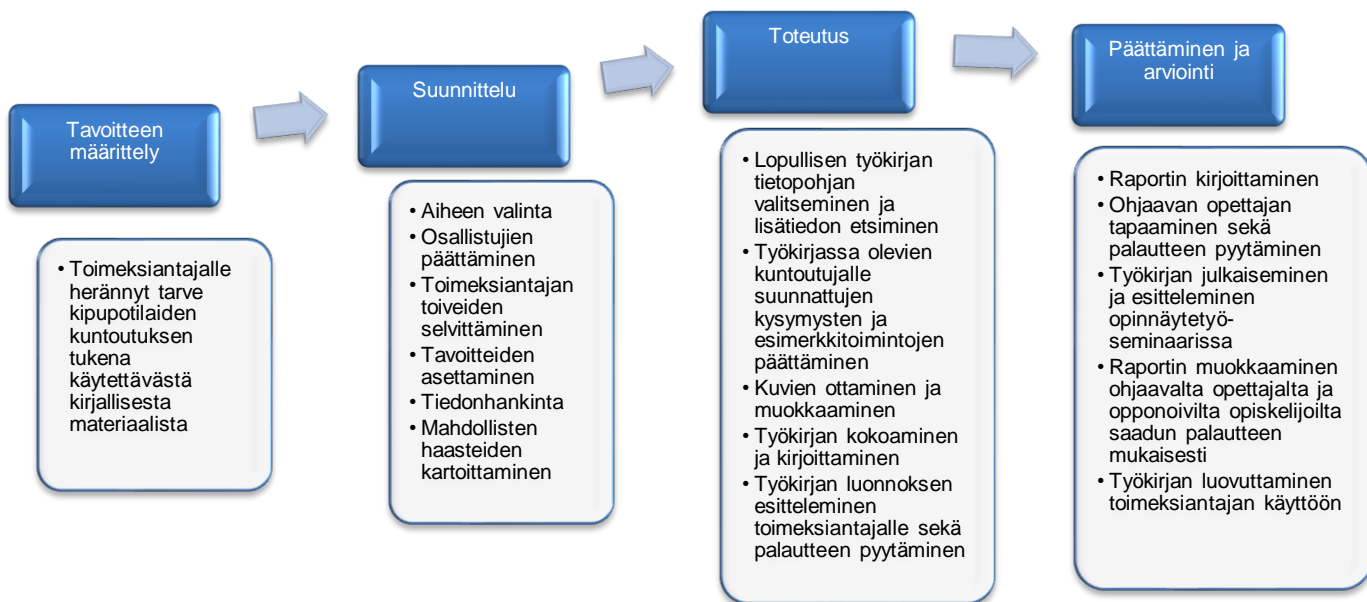 Tavoitteen
määrittely
• Toimeksiantajalle
herännyt tarve
kipupotilaiden
kuntoutuksen
tukena
käytettävästä
kirjallisesta
materiaalista
Suunnittelu
• Aiheen valinta
• Osallistujien
päättäminen
• Toimeksiantajan
toiveiden
selvittäminen
• Tavoitteiden
asettaminen
• Tiedonhankinta
• Mahdollisten
haasteiden
kartoittaminen
Toteutus
• Lopullisen työkirjan
tietopohjan
valitseminen ja
lisätiedon etsiminen
• Työkirjassa olevien
kuntoutujalle
suunnattujen
kysymysten ja
esimerkkitoimintojen
päättäminen
• Kuvien ottaminen ja
muokkaaminen
• Työkirjan kokoaminen
ja kirjoittaminen
• Työkirjan luonnoksen
esitteleminen
toimeksiantajalle sekä
palautteen pyytäminen
Päättäminen ja
arviointi
• Raportin kirjoittaminen
• Ohjaavan opettajan
tapaaminen sekä
palautteen pyytäminen
• Työkirjan julkaiseminen
ja esitteleminen
opinnäytetyö-
seminaarissa
• Raportin muokkaaminen
ohjaavalta opettajalta ja
opponoivilta opiskelijoilta
saadun palautteen
mukaisesti
• Työkirjan luovuttaminen
toimeksiantajan käyttöön